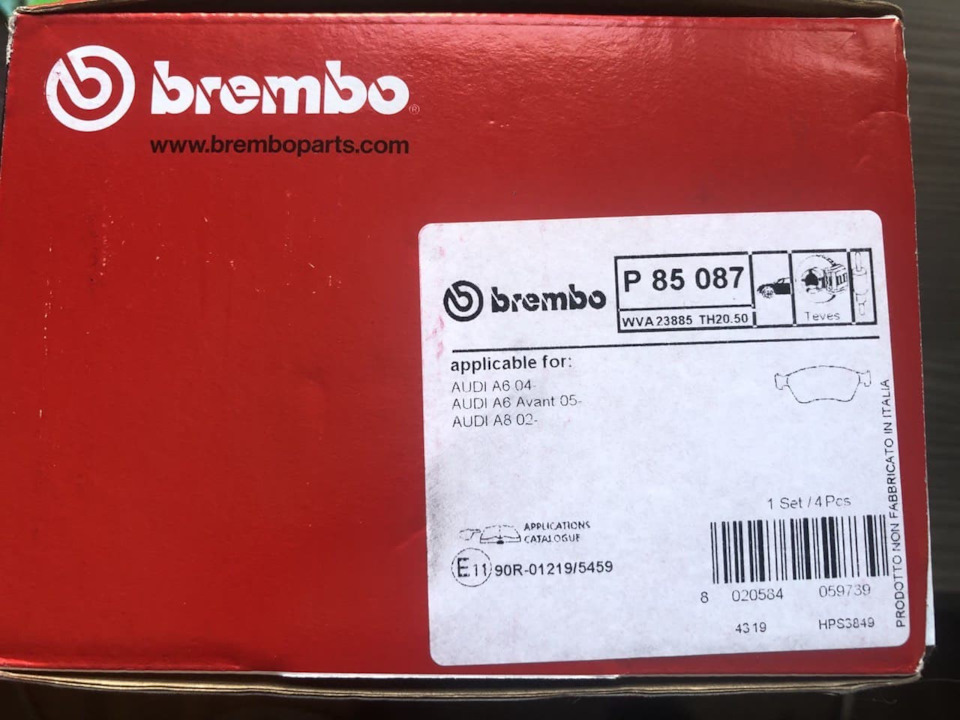 brembo®
www.bremboparts.com
brembo
P 85 087
WVA 23885 TH20.50
Teves
applicable for:
AUDI A6 04-
AUDI A6 Avant 05-
AUDI A8 02-
1 Set / 4 Pcs
APPLICATIONS
CATALOGUE
E11 90R-01219/5459
8 020584 059739
4319 HPS3849
PRODOTTO NON FABBRICATO IN ITALIA